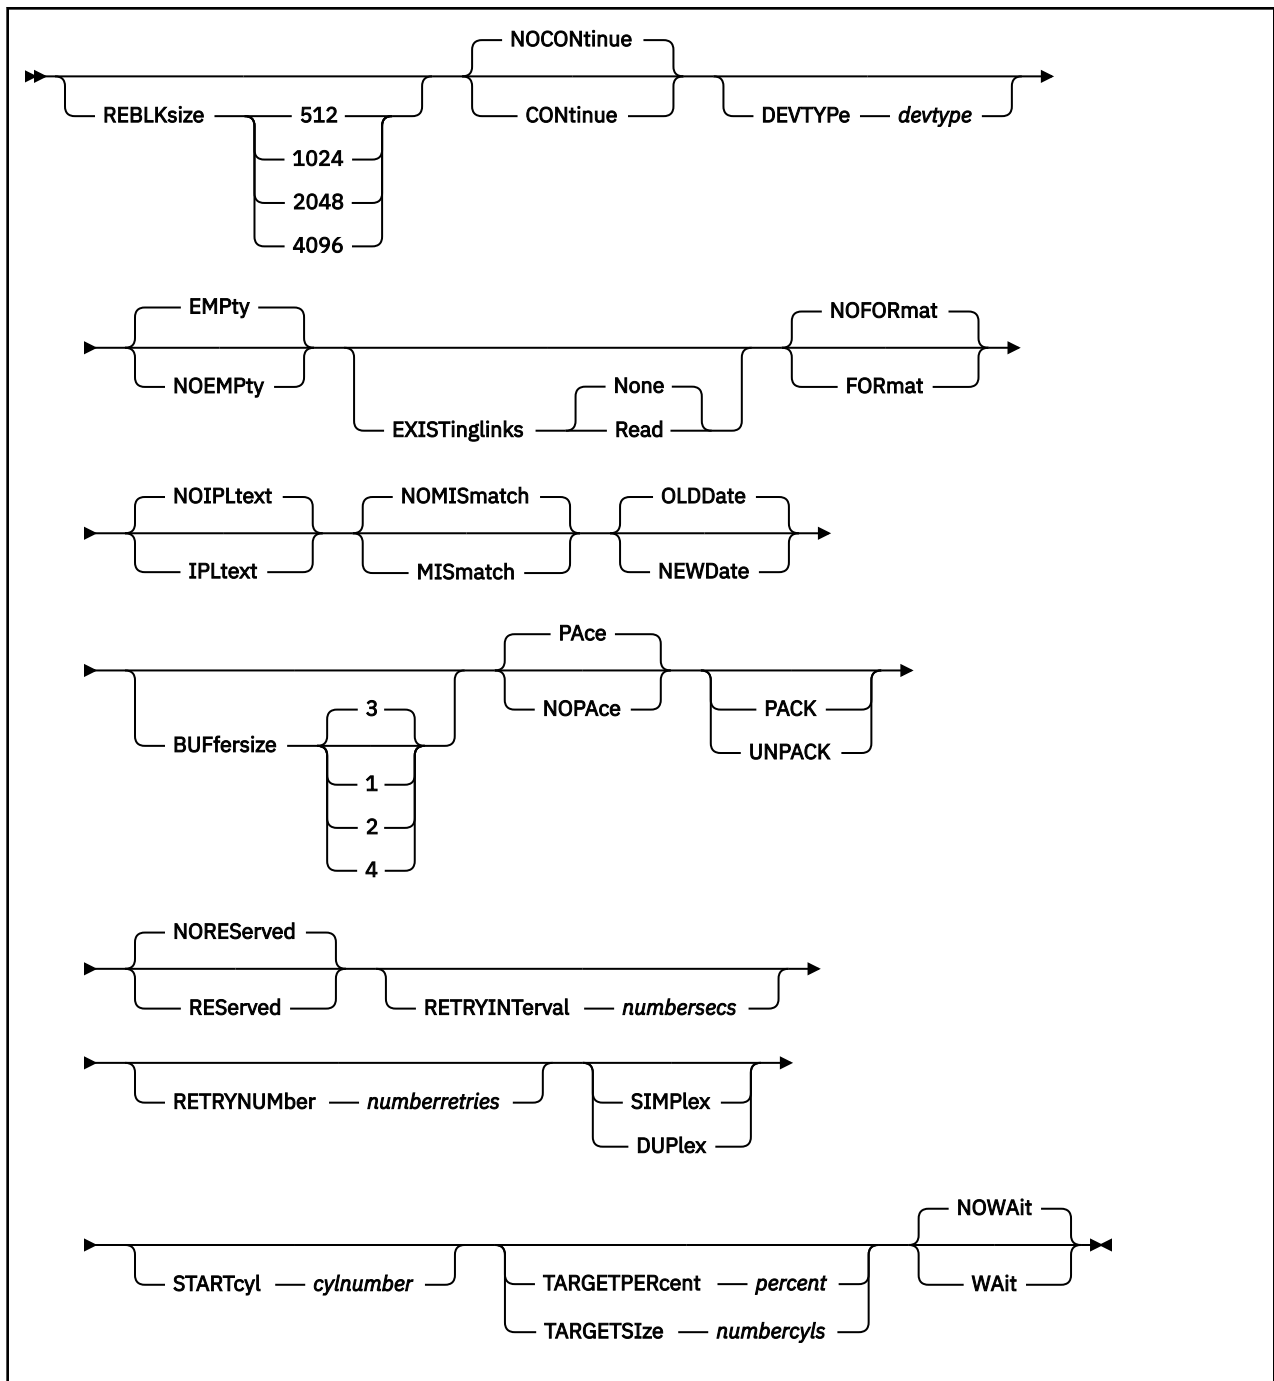 NOCONtinue
REBLKsize 512 CONtinue DEVTYPe devtype
1024
2048
4096
EMPty NOFORmat
NOEMPty None FORmat
EXISTinglinks Read
NOIPLtext NOMISmatch OLDDate
IPLtext MISmatch NEWDate
PAce
3 NOPAce PACK
BUFfersize UNPACK
1
2
4
NOREServed
REServed RETRYINTerval numbersecs
RETRYNUMber numberretries SIMPlex
DUPlex
NOWAit
STARTcyl cylnumber TARGETPERcent percent WAit
TARGETSIze numbercyls